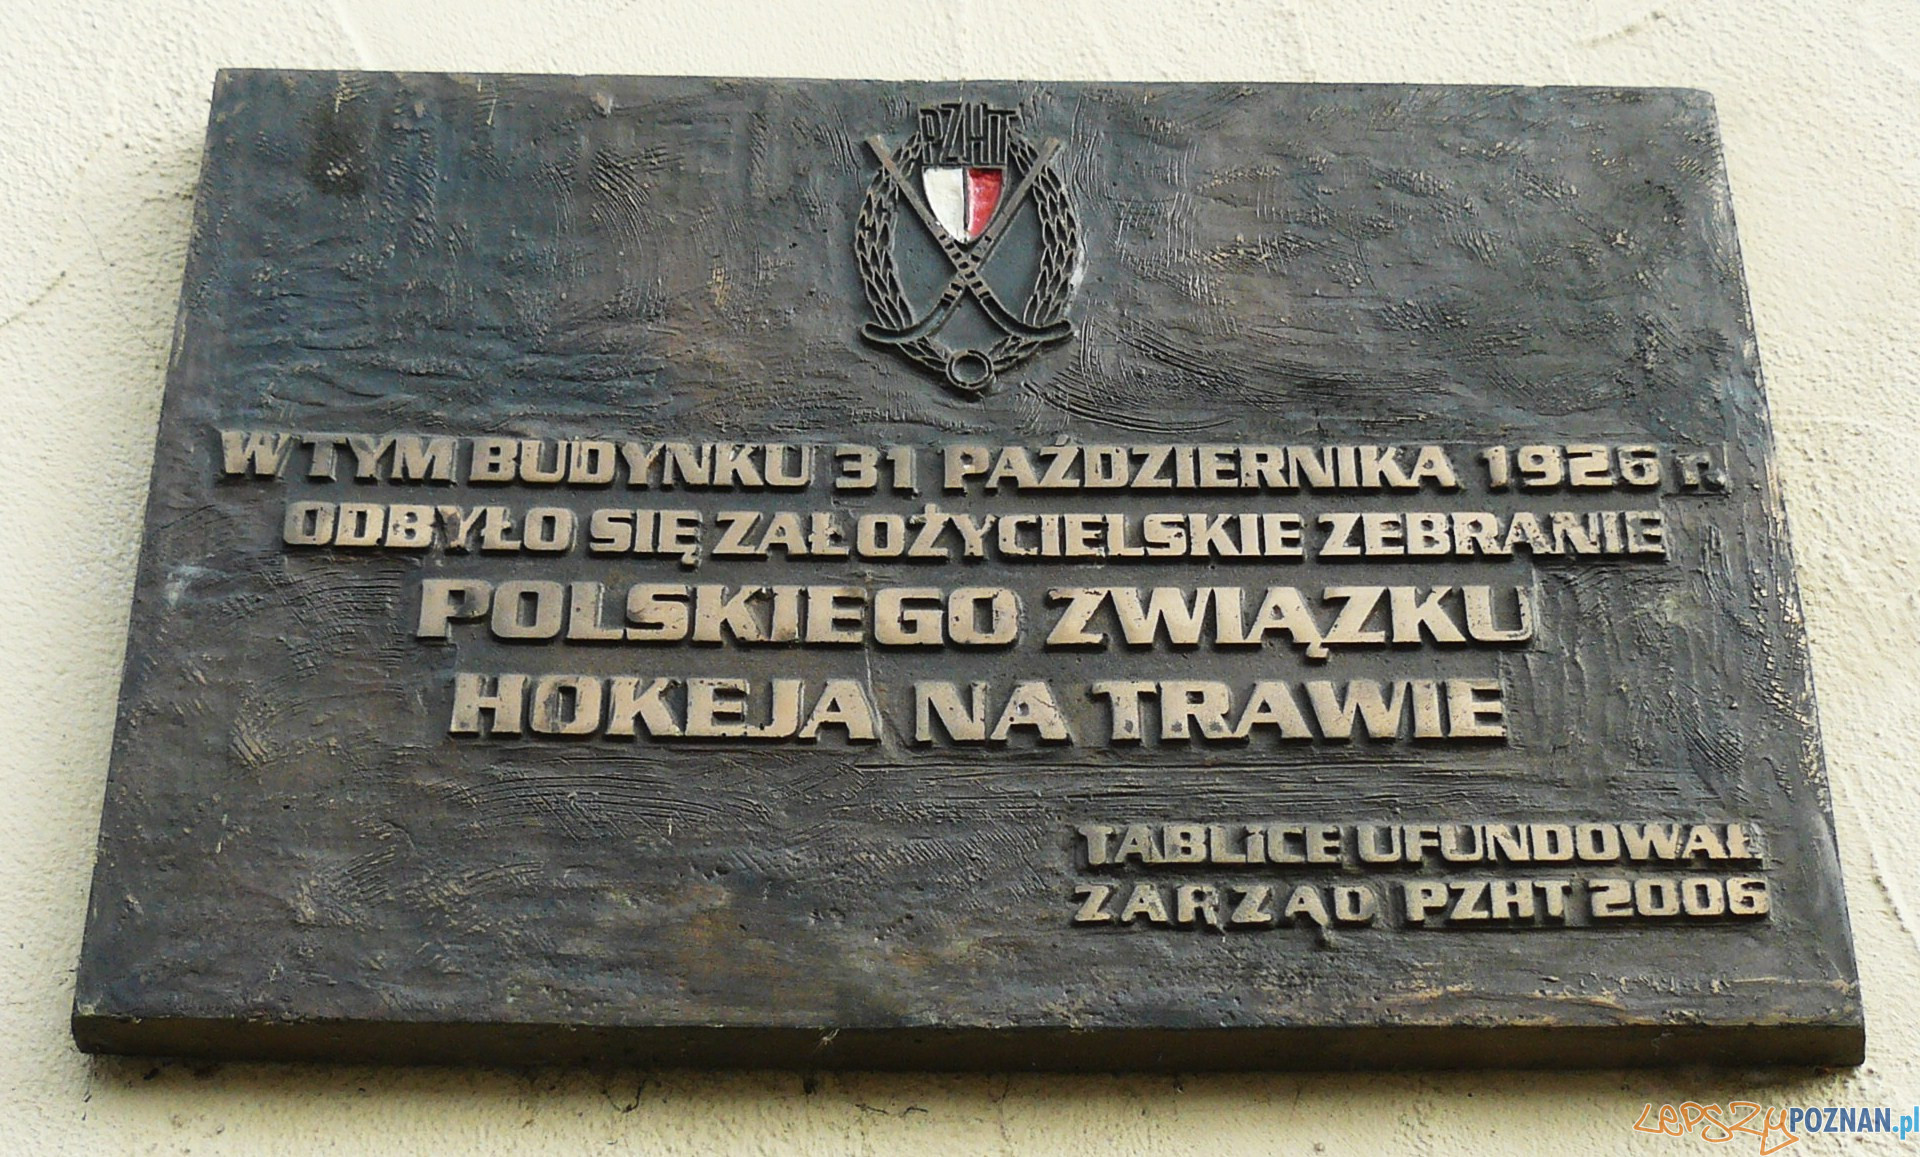 PZHT
W TYM BUDYNKU 31 PAŹDZIERNIKA 1926 r.
ODBYŁO SIĘ ZAŁOŻYCIELSKIE ZEBRANIE
POLSKIEGO ZWIĄZKU
HOKEJA NA TRAWIE
TABLICE UFUNDOWAŁ
ZARZĄD PZHT 2006
LEPSZYPOZNAN.pl